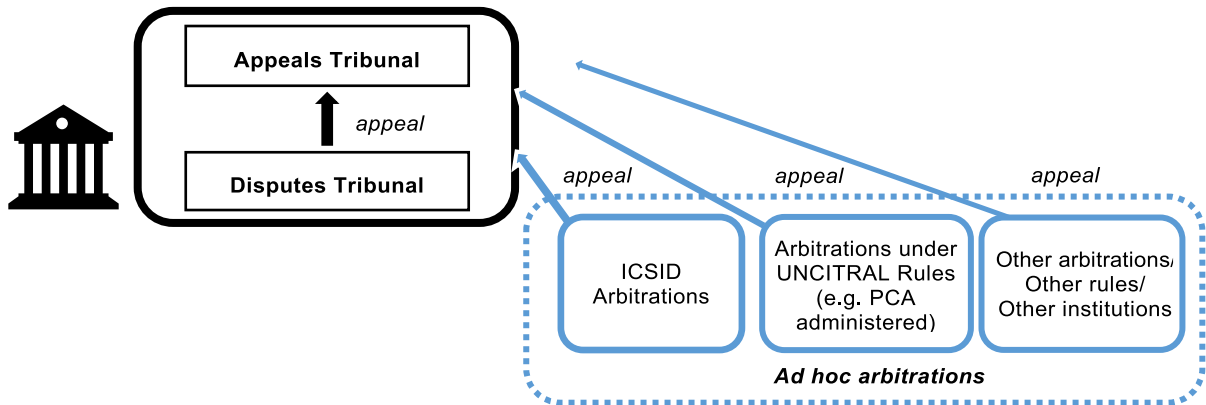 Appeals Tribunal
appeal
Disputes Tribunal
appeal
appeal
appeal
ICSID
Arbitrations
Arbitrations under
UNCITRAL Rules
(e.g. PCA
administered)
Other arbitrations/
Other rules/
Other institutions
Ad hoc arbitrations